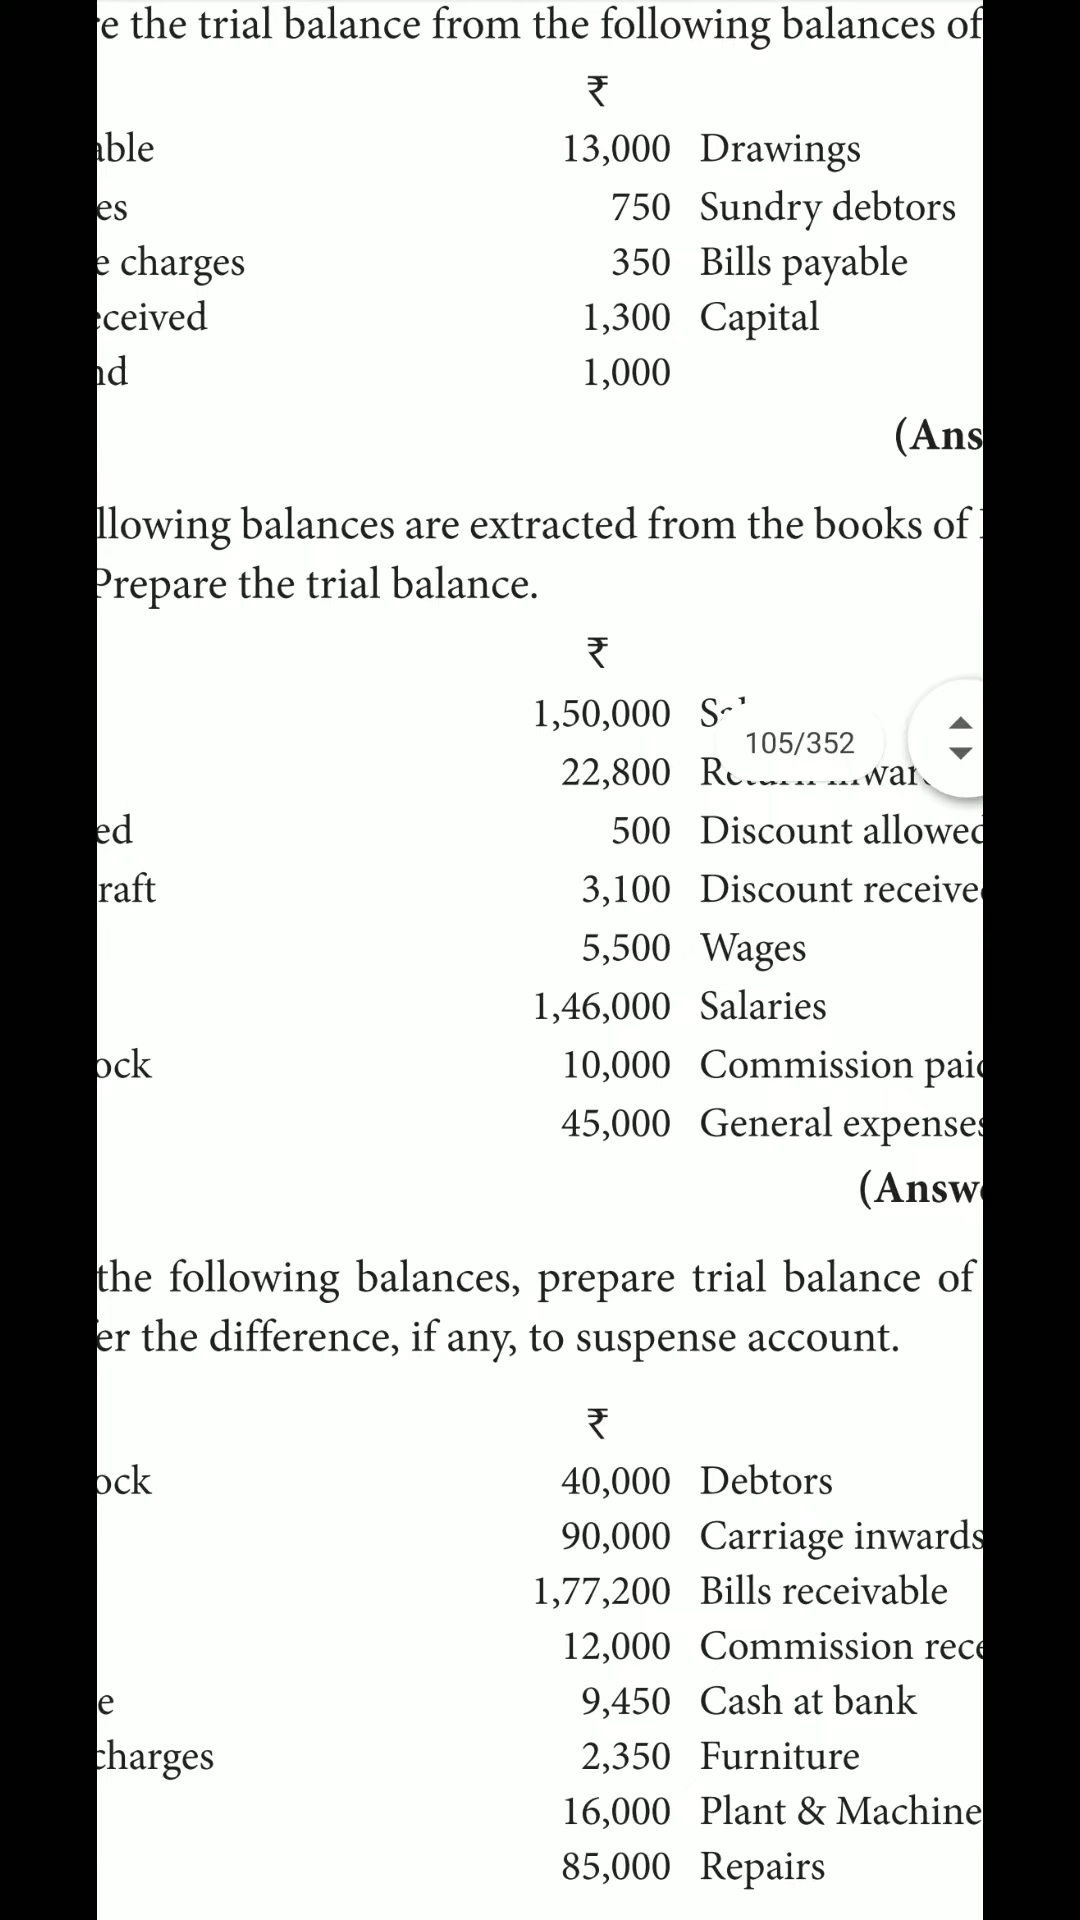 e the trial balance from the following balances of
₹
able 13,000 Drawings
es 750 Sundry debtors
e charges 350 Bills payable
eceived 1,300 Capital
nd 1,000
(Ans
llowing balances are extracted from the books of
Prepare the trial balance.
₹
1,50,000
105/352
22,800
ed 500 Discount allowed
raft 3,100 Discount receive
5,500 Wages
1,46,000 Salaries
ock 10,000 Commission paid
45,000 General expenses
(Answe
the following balances, prepare trial balance of
fer the difference, if any, to suspense account.
₹
ock 40,000 Debtors
90,000 Carriage inwards
1,77,200 Bills receivable
12,000 Commission rece
e 9,450 Cash at bank
charges 2,350 Furniture
16,000 Plant & Machine
85,000 Repairs